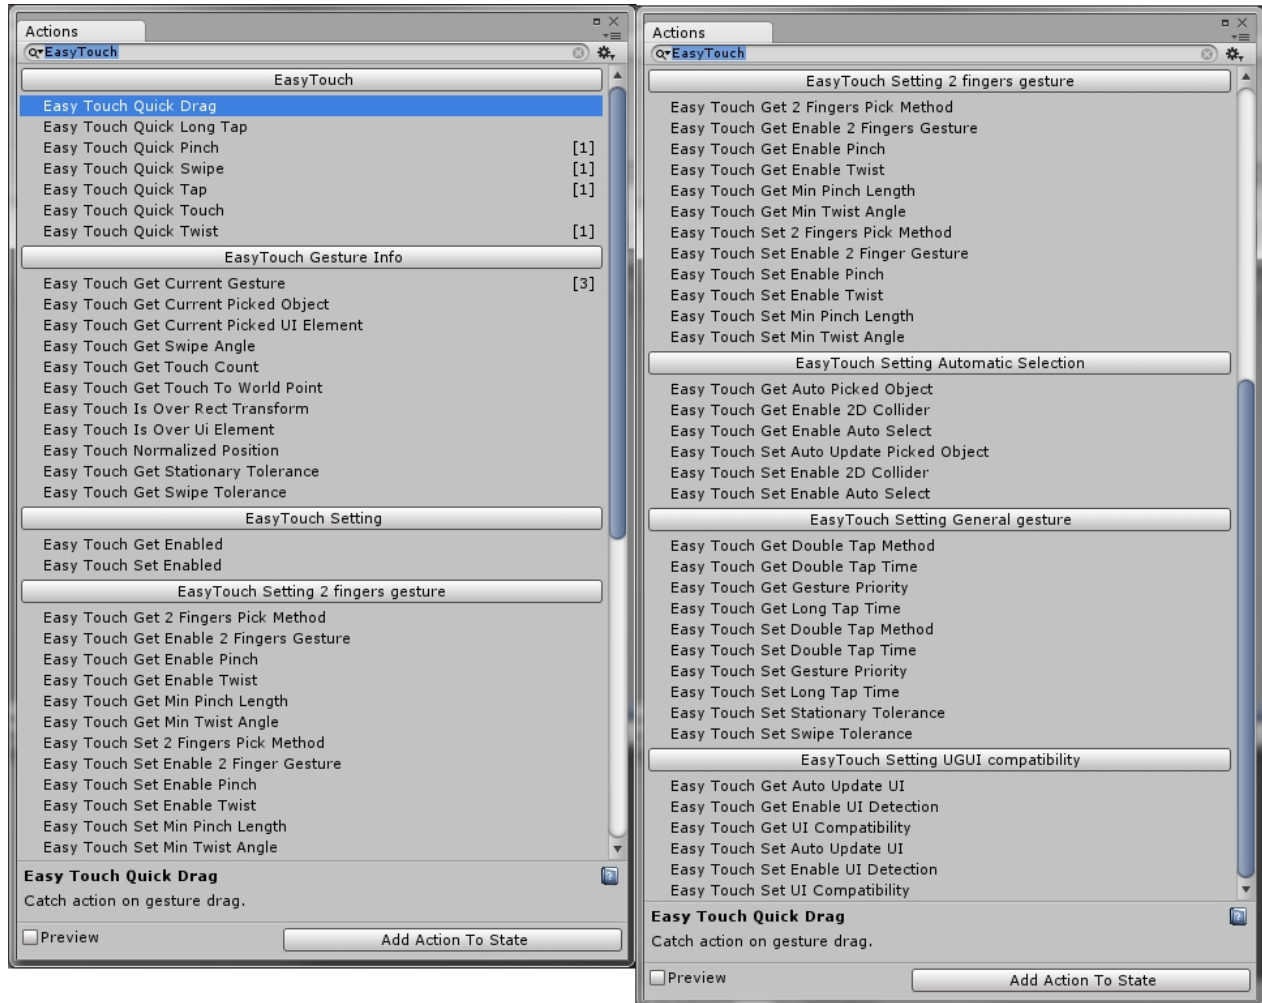 Actions
EasyTouch
EasyTouch
Easy Touch Quick Drag
Easy Touch Quick Long Tap
Easy Touch Quick Pinch [1]
Easy Touch Quick Swipe [1]
Easy Touch Quick Tap [1]
Easy Touch Quick Touch
Easy Touch Quick Twist [1]
EasyTouch Gesture Info
Easy Touch Get Current Gesture [3]
Easy Touch Get Current Picked Object
Easy Touch Get Current Picked UI Element
Easy Touch Get Swipe Angle
Easy Touch Get Touch Count
Easy Touch Get Touch To World Point
Easy Touch Is Over Rect Transform
Easy Touch Is Over Ui Element
Easy Touch Normalized Position
Easy Touch Get Stationary Tolerance
Easy Touch Get Swipe Tolerance
EasyTouch Setting
Easy Touch Get Enabled
Easy Touch Set Enabled
EasyTouch Setting 2 fingers gesture
Easy Touch Get 2 Fingers Pick Method
Easy Touch Get Enable 2 Fingers Gesture
Easy Touch Get Enable Pinch
Easy Touch Get Enable Twist
Easy Touch Get Min Pinch Length
Easy Touch Get Min Twist Angle
Easy Touch Set 2 Fingers Pick Method
Easy Touch Set Enable 2 Finger Gesture
Easy Touch Set Enable Pinch
Easy Touch Set Enable Twist
Easy Touch Set Min Pinch Length
Easy Touch Set Min Twist Angle
Easy Touch Quick Drag
Catch action on gesture drag.
Preview
Add Action To State
Actions
EasyTouch
EasyTouch Setting 2 fingers gesture
Easy Touch Get 2 Fingers Pick Method
Easy Touch Get Enable 2 Fingers Gesture
Easy Touch Get Enable Pinch
Easy Touch Get Enable Twist
Easy Touch Get Min Pinch Length
Easy Touch Get Min Twist Angle
Easy Touch Set 2 Fingers Pick Method
Easy Touch Set Enable 2 Finger Gesture
Easy Touch Set Enable Pinch
Easy Touch Set Enable Twist
Easy Touch Set Min Pinch Length
Easy Touch Set Min Twist Angle
EasyTouch Setting Automatic Selection
Easy Touch Get Auto Picked Object
Easy Touch Get Enable 2D Collider
Easy Touch Get Enable Auto Select
Easy Touch Set Auto Update Picked Object
Easy Touch Set Enable 2D Collider
Easy Touch Set Enable Auto Select
EasyTouch Setting General gesture
Easy Touch Get Double Tap Method
Easy Touch Get Double Tap Time
Easy Touch Get Gesture Priority
Easy Touch Get Long Tap Time
Easy Touch Set Double Tap Method
Easy Touch Set Double Tap Time
Easy Touch Set Gesture Priority
Easy Touch Set Long Tap Time
Easy Touch Set Stationary Tolerance
Easy Touch Set Swipe Tolerance
EasyTouch Setting UGUI compatibility
Easy Touch Get Auto Update UI
Easy Touch Get Enable UI Detection
Easy Touch Get UI Compatibility
Easy Touch Set Auto Update UI
Easy Touch Set Enable UI Detection
Easy Touch Set UI Compatibility
Easy Touch Quick Drag
Catch action on gesture drag.
Preview
Add Action To State